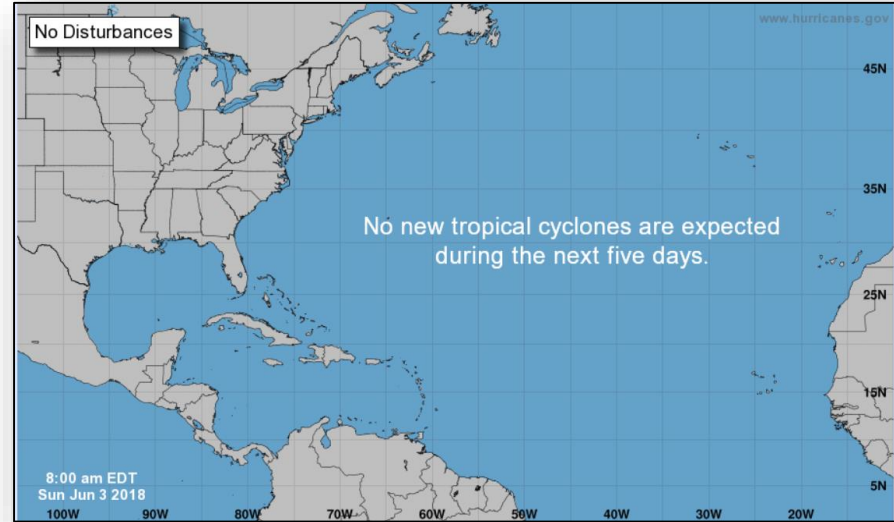 No Disturbances
www.hurricanes.gov
45N
35N
No new tropical cyclones are expected
during the next five days.
25N
15N
8:00 am EDT
Sun Jun 3 2018
5N
100W 90W 80W 70W 60W 50W 40W 30W 20W